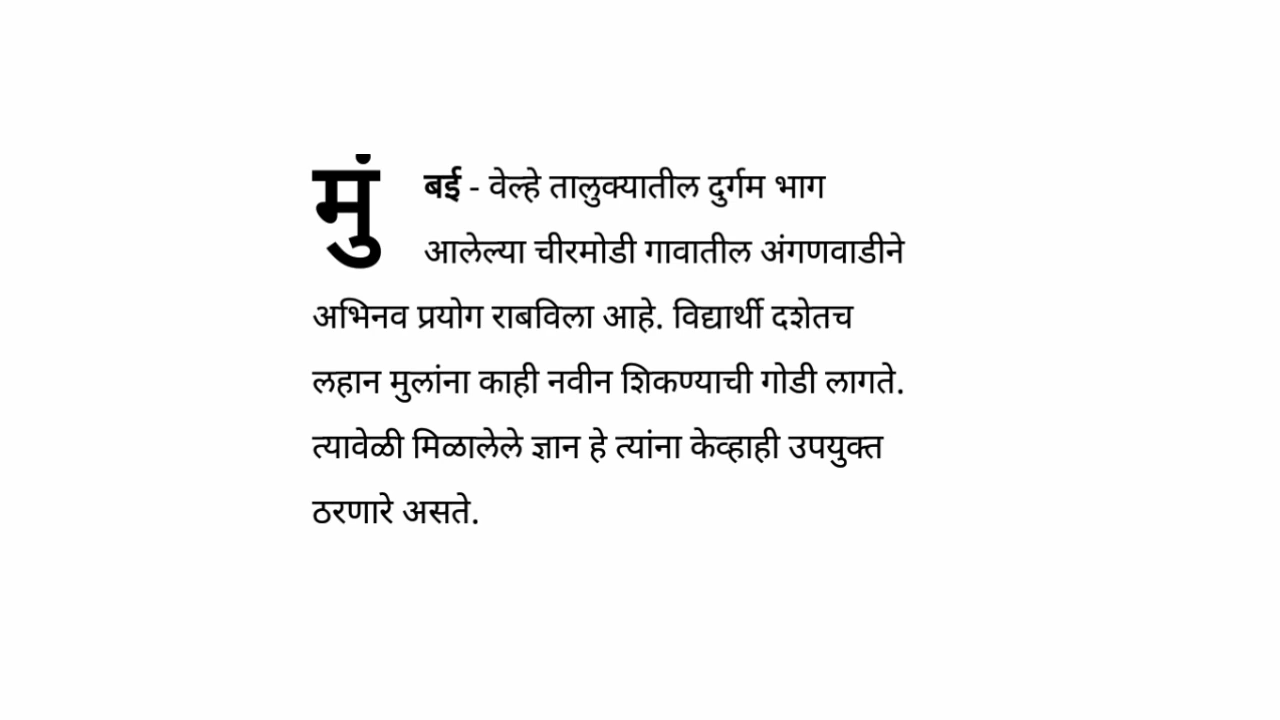 मुंबई - वेल्हे तालुक्यातील दुर्गम भाग
आलेल्या चीरमोडी गावातील अंगणवाडीने
अभिनव प्रयोग राबविला आहे. विद्यार्थी दशेतच
लहान मुलांना काही नवीन शिकण्याची गोडी लागते.
त्यावेळी मिळालेले ज्ञान हे त्यांना केव्हाही उपयुक्त
ठरणारे असते.